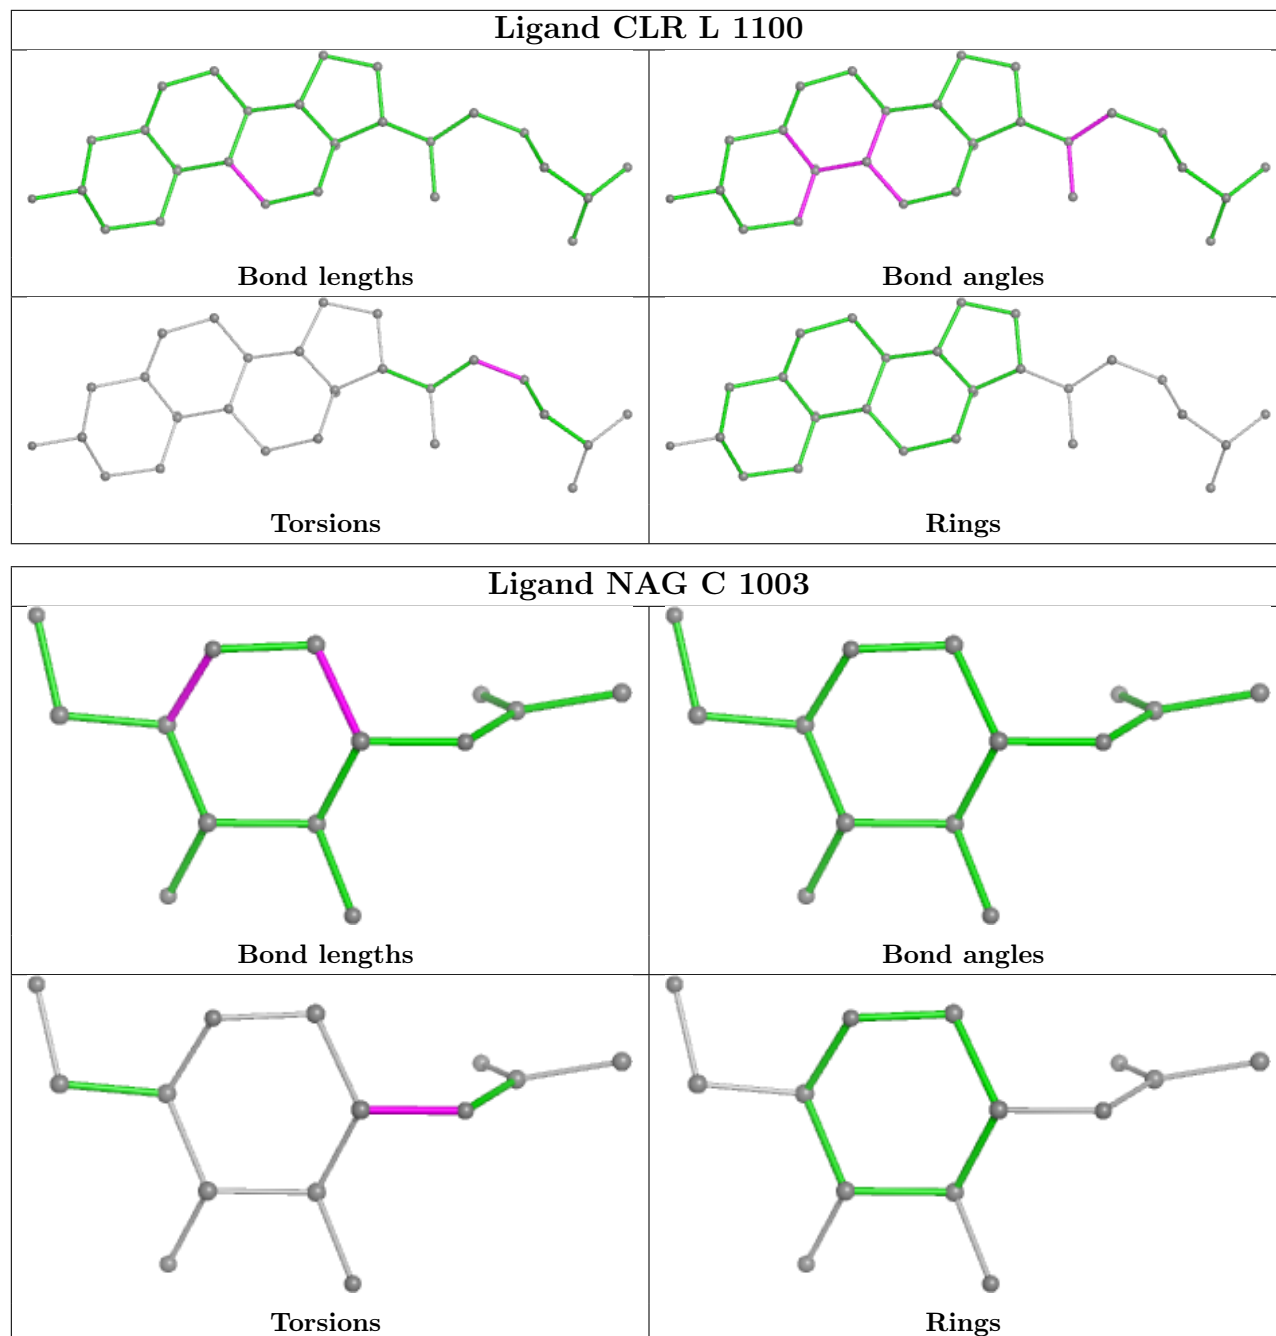 Ligand CLR L 1100
Bond lengths
Bond angles
Torsions
Rings
Ligand NAG C 1003
Bond lengths
Bond angles
Torsions
Rings